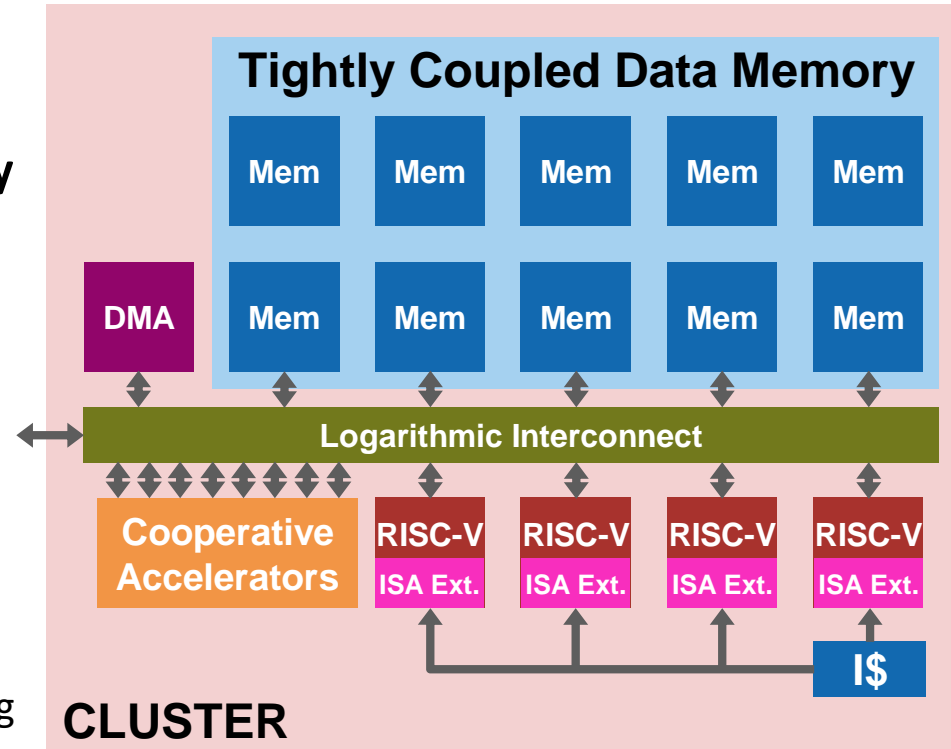 Tightly Coupled Data Memory
y
Mem Mem Mem Mem Mem
DMA Mem Mem Mem Mem Mem
Logarithmic Interconnect
Cooperative
Accelerators
RISC-V RISC-V RISC-V RISC-V
ISA Ext. ISA Ext. ISA Ext. ISA Ext.
I$
g
CLUSTER